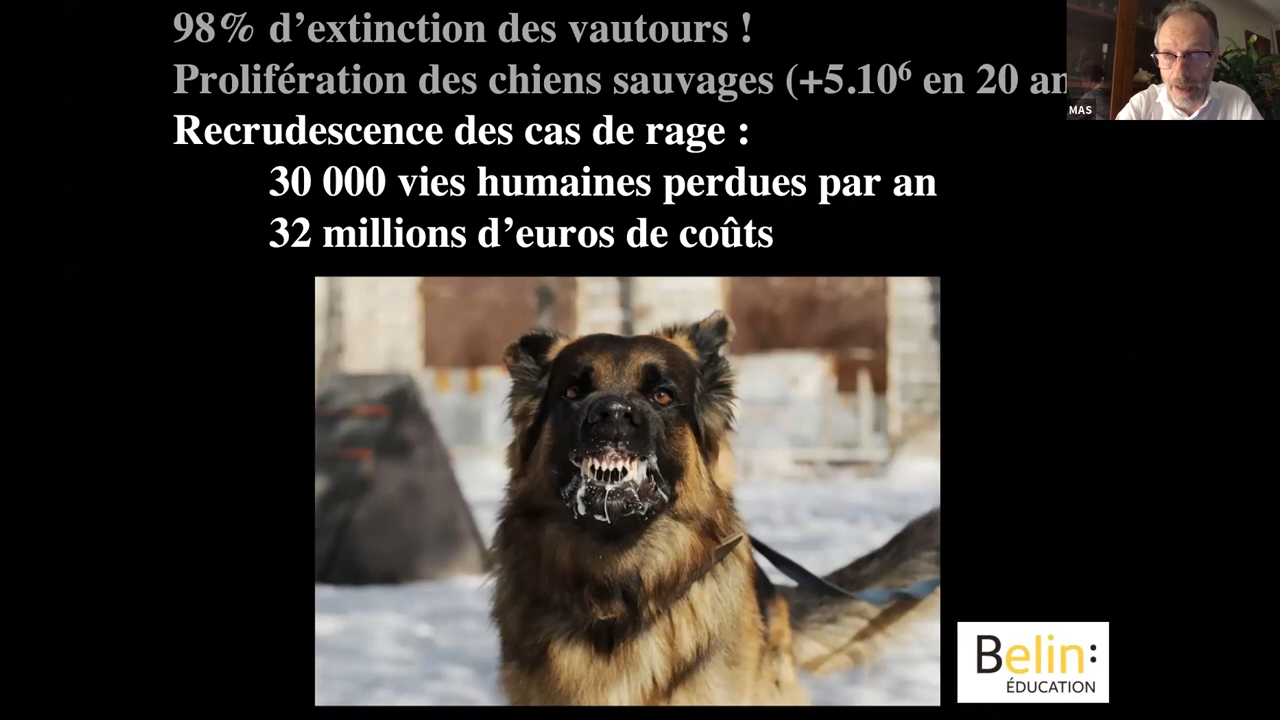 98% d’extinction des vautours !
Prolifération des chiens sauvages (+5.10⁶ en 20 an
Recrudescence des cas de rage :
30 000 vies humaines perdues par an
32 millions d’euros de coûts
MAS
Belin:
ÉDUCATION